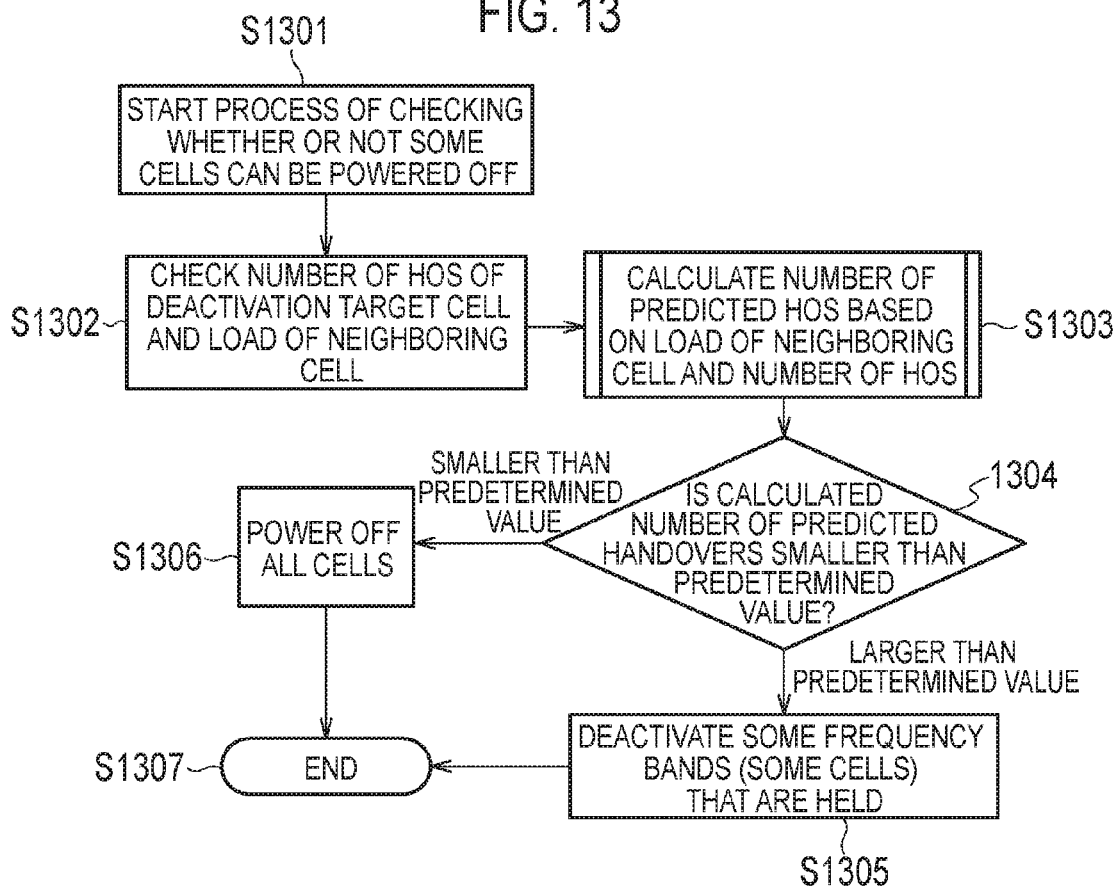 FIG. 13
S1301
START PROCESS OF CHECKING
WHETHER OR NOT SOME
CELLS CAN BE POWERED OFF
S1302
CHECK NUMBER OF HOS OF
DEACTIVATION TARGET CELL
AND LOAD OF NEIGHBORING
CELL
CALCULATE NUMBER OF
PREDICTED HOS BASED
ON LOAD OF NEIGHBORING
CELL AND NUMBER OF HOS
S1303
SMALLER THAN
PREDETERMINED
VALUE
1304
IS CALCULATED
NUMBER OF PREDICTED
HANDOVERS SMALLER THAN
PREDETERMINED
VALUE?
S1306
POWER OFF
ALL CELLS
LARGER THAN
PREDETERMINED VALUE
S1307
END
DEACTIVATE SOME FREQUENCY
BANDS (SOME CELLS)
THAT ARE HELD
S1305